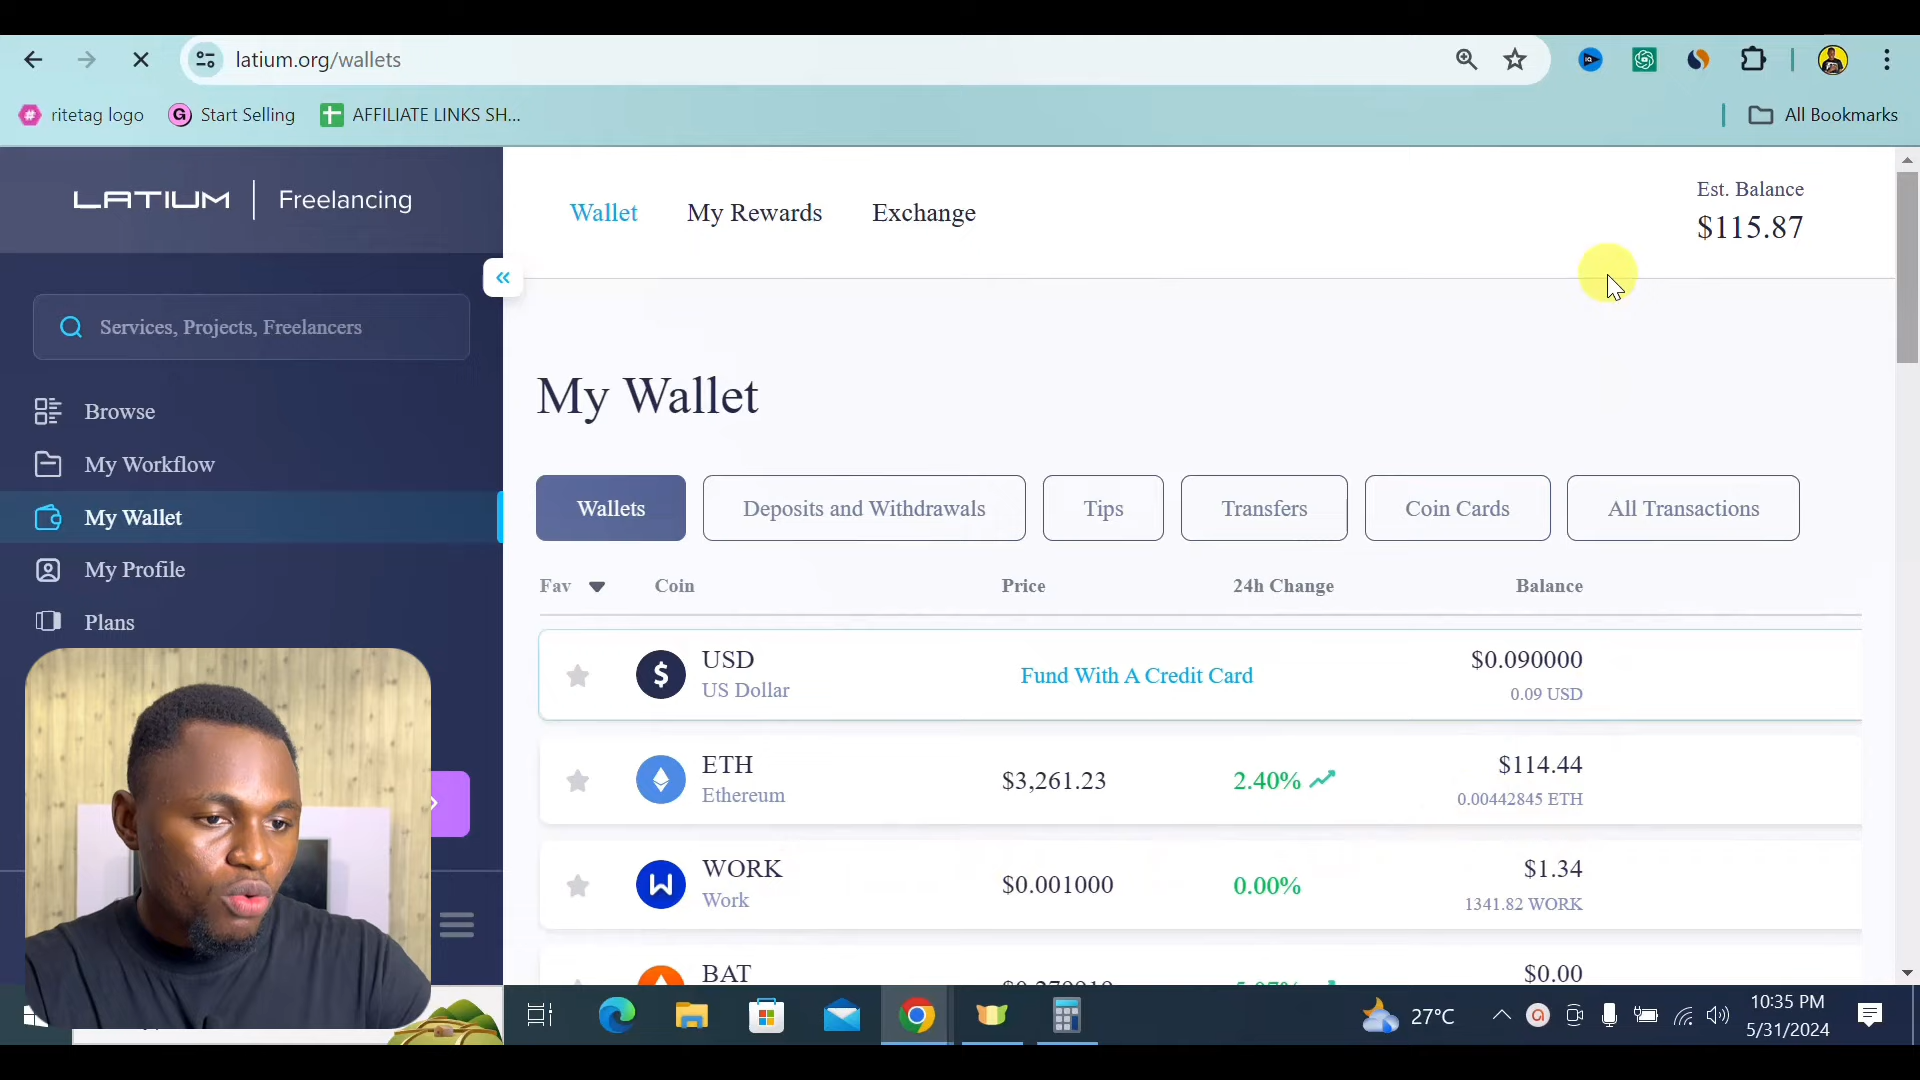 latium.org/wallets
ritetag logo
Start Selling
AFFILIATE LINKS SH...
All Bookmarks
LATIUM | Freelancing
Services, Projects, Freelancers
Browse
My Workflow
My Wallet
My Profile
Plans
Wallet My Rewards Exchange
Est. Balance
$115.87
My Wallet
Wallets Deposits and Withdrawals Tips Transfers Coin Cards All Transactions
Fav Coin Price 24h Change Balance
USD
US Dollar
Fund With A Credit Card
$0.090000
0.09 USD
ETH
Ethereum
$3,261.23
2.40%
$114.44
0.00442845 ETH
WORK
Work
$0.001000
0.00%
$1.34
1341.82 WORK
BAT
$0.00
27°C
10:35 PM
5/31/2024